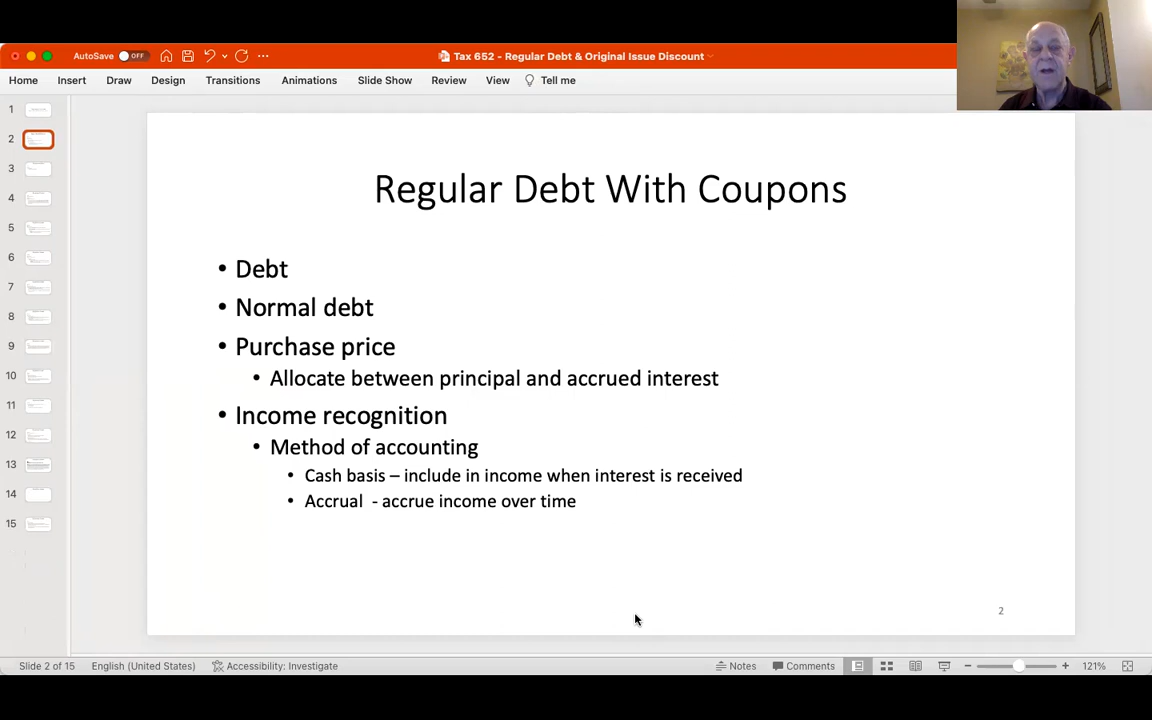 AutoSave OFF
Tax 652 - Regular Debt & Original Issue Discount
Home Insert Draw Design Transitions Animations Slide Show Review View Tell me
1
2
3
4
5
6
7
8
9
10
11
12
13
14
15
Regular Debt With Coupons
• Debt
• Normal debt
• Purchase price
• Allocate between principal and accrued interest
• Income recognition
• Method of accounting
• Cash basis – include in income when interest is received
• Accrual - accrue income over time
2
Slide 2 of 15 English (United States) Accessibility: Investigate Notes Comments 121%